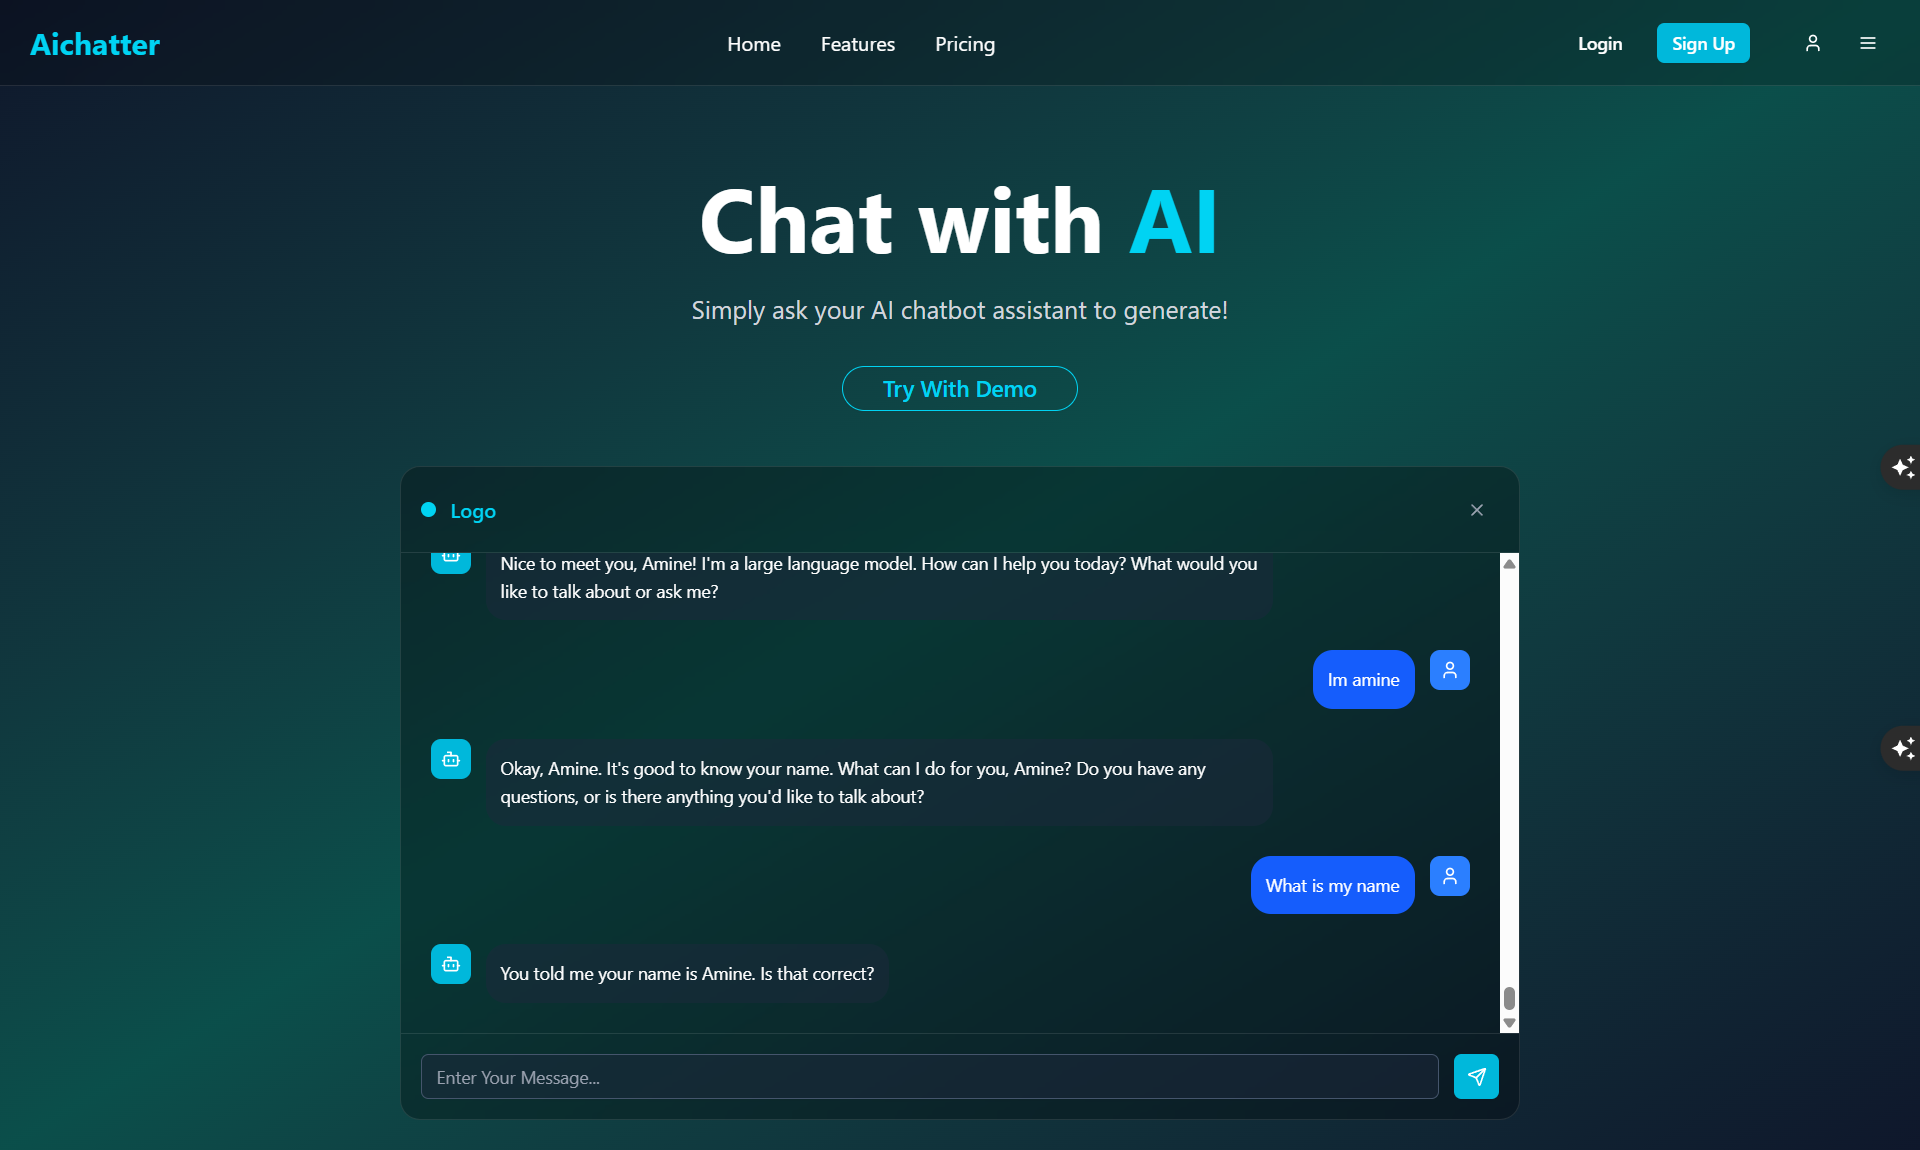 Aichatter
Home
Features
Pricing
Login
Sign Up
Chat with AI
Simply ask your AI chatbot assistant to generate!
Try With Demo
Logo
Nice to meet you, Amine! I'm a large language model. How can I help you today? What would you
like to talk about or ask me?
Im amine
Okay, Amine. It's good to know your name. What can I do for you, Amine? Do you have any
questions, or is there anything you'd like to talk about?
What is my name
You told me your name is Amine. Is that correct?
Enter Your Message...